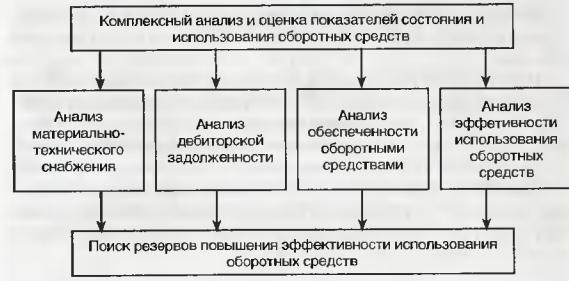 Комплексный анализ и оценка показателей состояния и
использования оборотных средств
Анализ
материально-
технического
снабжения
Анализ
дебиторской
задолженности
Анализ
обеспеченности
оборотными
средствами
Анализ
эффетивности
использования
оборотных
средств
Поиск резервов повышения эффективности использования
оборотных средств